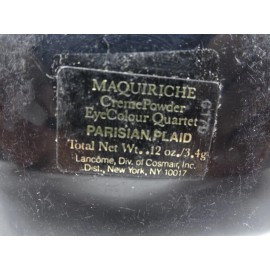 MAQUIRICHE
CremePowder
EyeColour Quartet
PARISIAN PLAID
Total Net Wt. .12 oz./3.4g
Lancôme, Div. of Cosmair, Inc.
Dist., New York, NY 10017